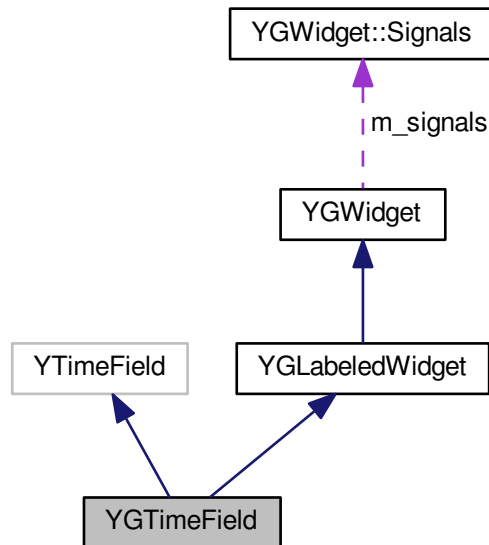 YGWidget::Signals
m_signals
YGWidget
YTimeField
YGLabeledWidget
YGTimeField